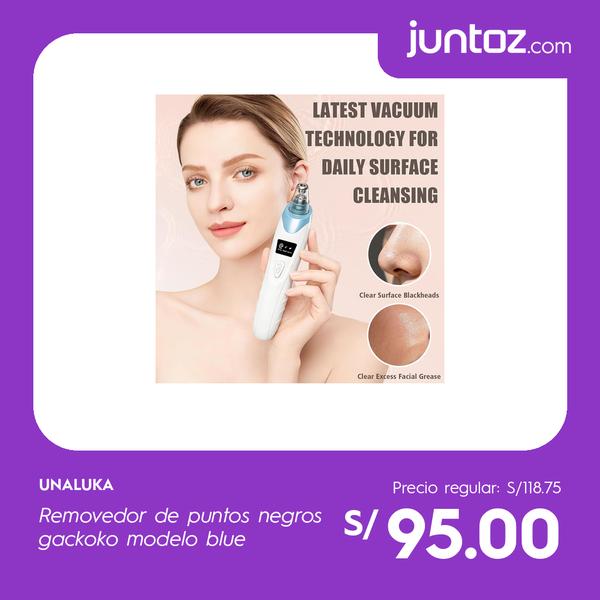 juntoz.com
LATEST VACUUM
TECHNOLOGY FOR
DAILY SURFACE
CLEANSING
Clear Surface Blackheads
Clear Excess Facial Grease
UNALUKA
Removedor de puntos negros
gackoko modelo blue
Precio regular: S/118.75
S/ 95.00